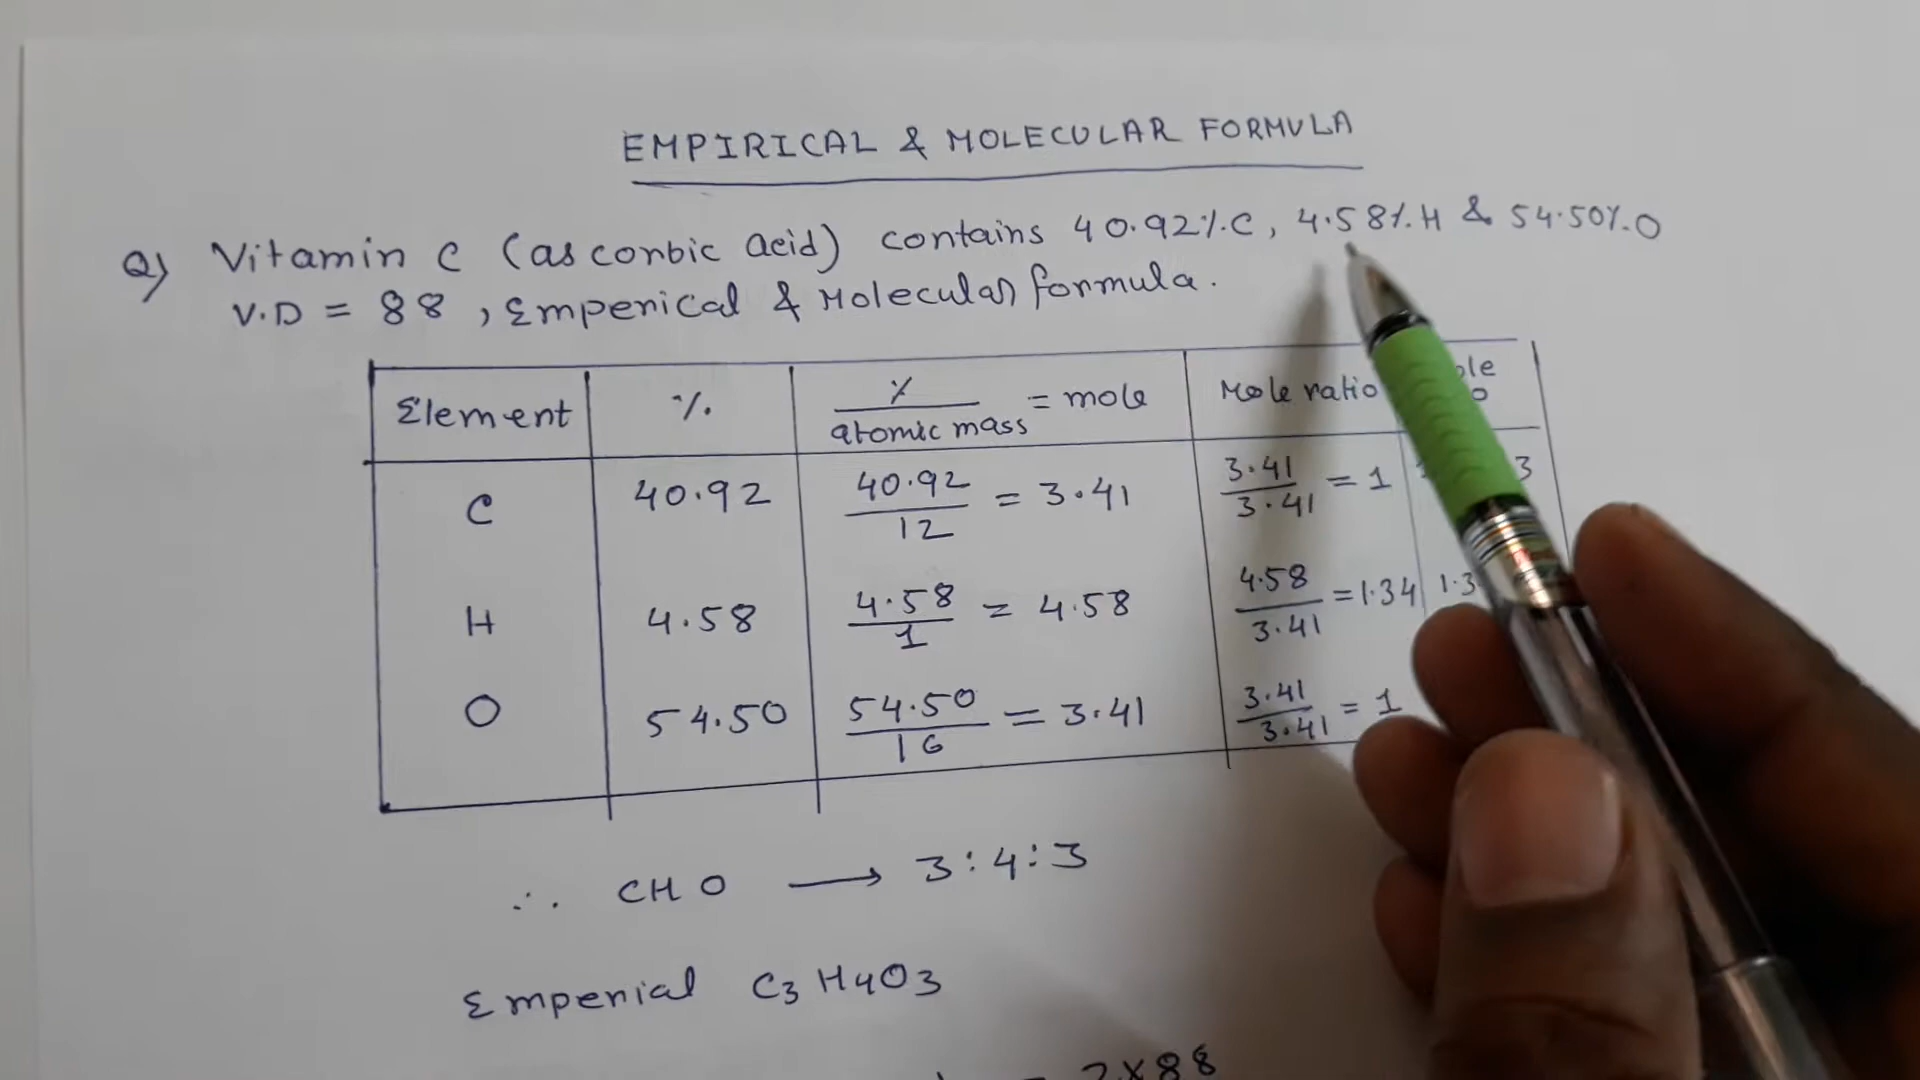 EMPIRICAL & MOLECULAR FORMULA
Q) Vitamin C (asconbic acid) contains 40.92%.C, 4.58%.H & 54.50%.O
V.D = 88 , Emperical & Molecular formula.
Element % %/atomic mass = mole Mole ratio
C 40.92 40.92/12 = 3.41 3.41/3.41 = 1 3
H 4.58 4.58/1 = 4.58 4.58/3.41 = 1.34
O 54.50 54.50/16 = 3.41 3.41/3.41 = 1
∴ CHO → 3:4:3
Emperial C3H4O3
= 2×88